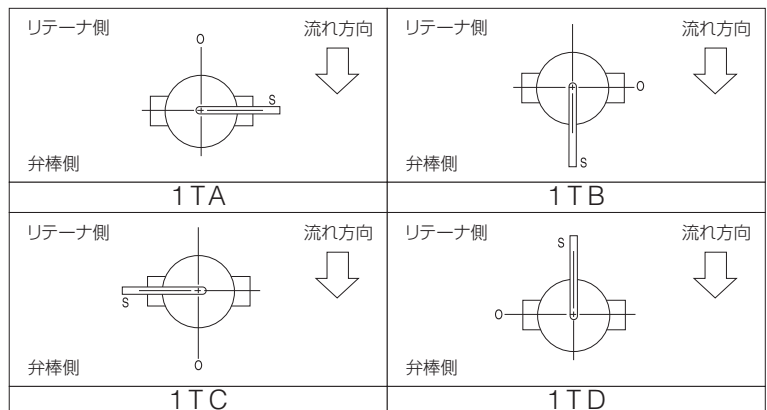 リテーナ側
O
流れ方向
S
弁棒側
1TA
リテーナ側
流れ方向
O
弁棒側
S
1TB
リテーナ側
流れ方向
S
弁棒側
O
1TC
リテーナ側
S
流れ方向
O
弁棒側
1TD